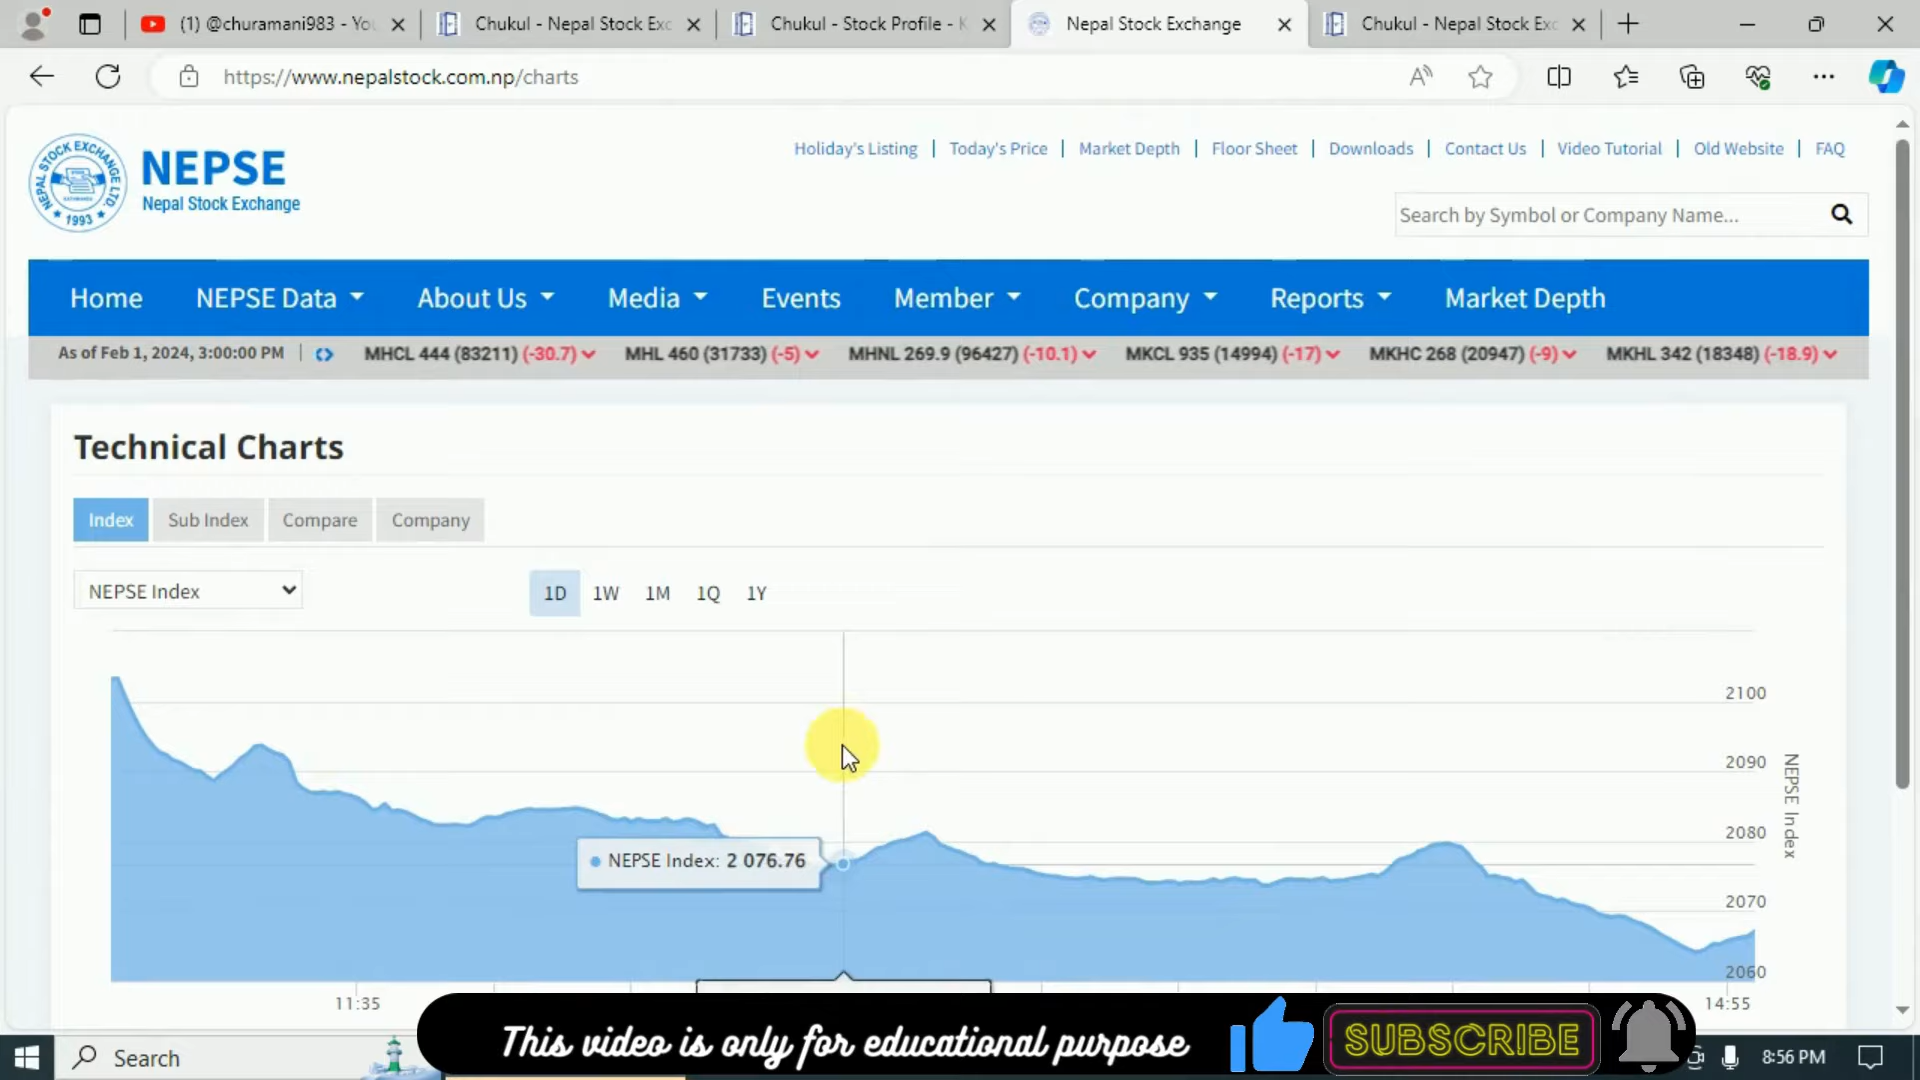 (1) @churamani983 - Yo
Chukul - Nepal Stock Exc
Chukul - Stock Profile - K
Nepal Stock Exchange
Chukul - Nepal Stock Exc
https://www.nepalstock.com.np/charts
NEPAL STOCK EXCHANGE LTD.
1993
NEPSE
Nepal Stock Exchange
Holiday's Listing | Today's Price | Market Depth | Floor Sheet | Downloads | Contact Us | Video Tutorial | Old Website | FAQ
Search by Symbol or Company Name...
Home NEPSE Data About Us Media Events Member Company Reports Market Depth
As of Feb 1, 2024, 3:00:00 PM | MHCL 444 (83211) (-30.7) MHL 460 (31733) (-5) MHNL 269.9 (96427) (-10.1) MKCL 935 (14994) (-17) MKHC 268 (20947) (-9) MKHL 342 (18348) (-18.9)
Technical Charts
Index Sub Index Compare Company
NEPSE Index
1D 1W 1M 1Q 1Y
2100
2090
2080
2070
2060
NEPSE Index
NEPSE Index: 2 076.76
11:35
14:55
This video is only for educational purpose
SUBSCRIBE
Search
8:56 PM